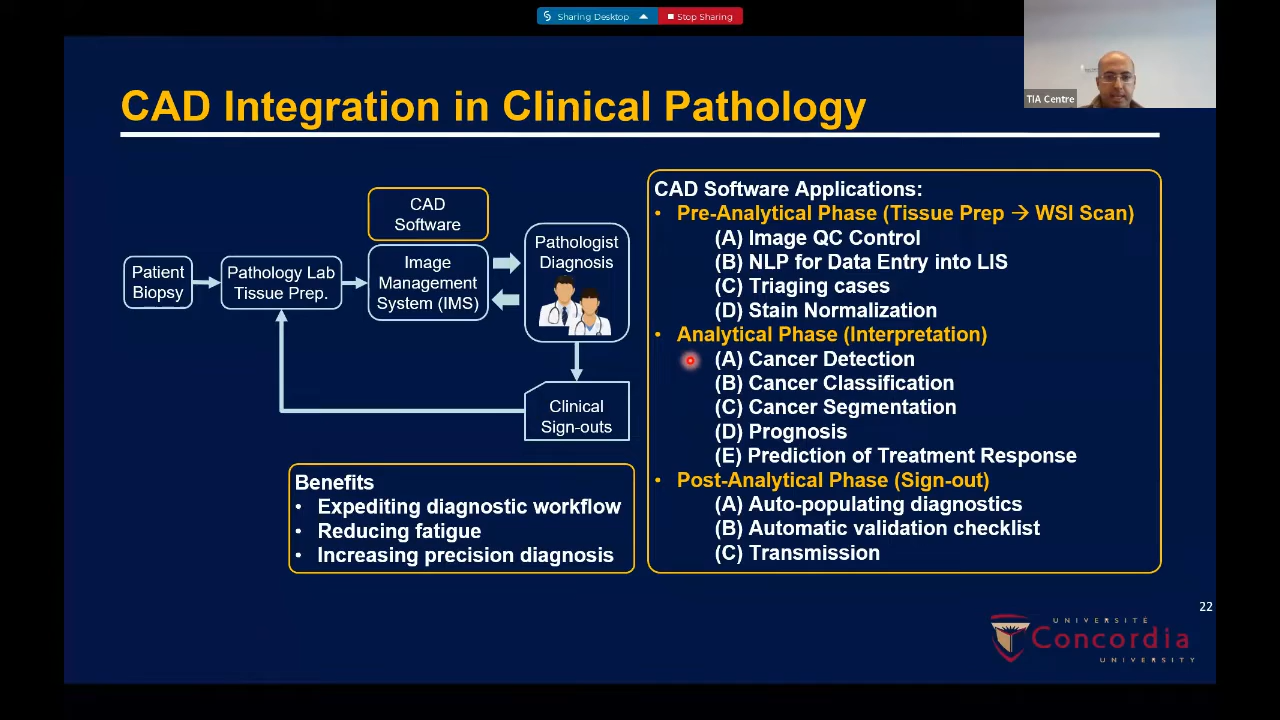 Sharing Desktop
Stop Sharing
TIA Centre
CAD Integration in Clinical Pathology
CAD
Software
Patient
Biopsy
Pathology Lab
Tissue Prep.
Image
Management
System (IMS)
Pathologist
Diagnosis
Clinical
Sign-outs
Benefits
• Expediting diagnostic workflow
• Reducing fatigue
• Increasing precision diagnosis
CAD Software Applications:
• Pre-Analytical Phase (Tissue Prep → WSI Scan)
(A) Image QC Control
(B) NLP for Data Entry into LIS
(C) Triaging cases
(D) Stain Normalization
• Analytical Phase (Interpretation)
(A) Cancer Detection
(B) Cancer Classification
(C) Cancer Segmentation
(D) Prognosis
(E) Prediction of Treatment Response
• Post-Analytical Phase (Sign-out)
(A) Auto-populating diagnostics
(B) Automatic validation checklist
(C) Transmission
22
UNIVERSITÉ
Concordia
UNIVERSITY